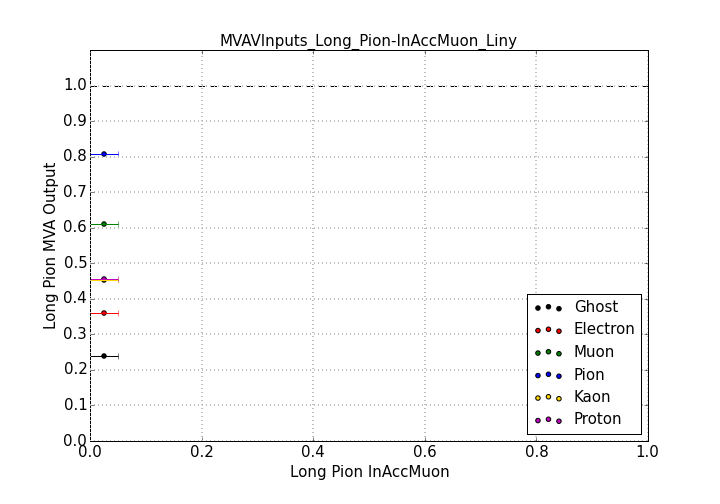 MVAVInputs_Long_Pion-InAccMuon_Liny
Long Pion MVA Output
1.0
0.9
0.8
0.7
0.6
0.5
0.4
0.3
0.2
0.1
0.0
0.0 0.2 0.4 0.6 0.8 1.0
Long Pion InAccMuon
Ghost
Electron
Muon
Pion
Kaon
Proton